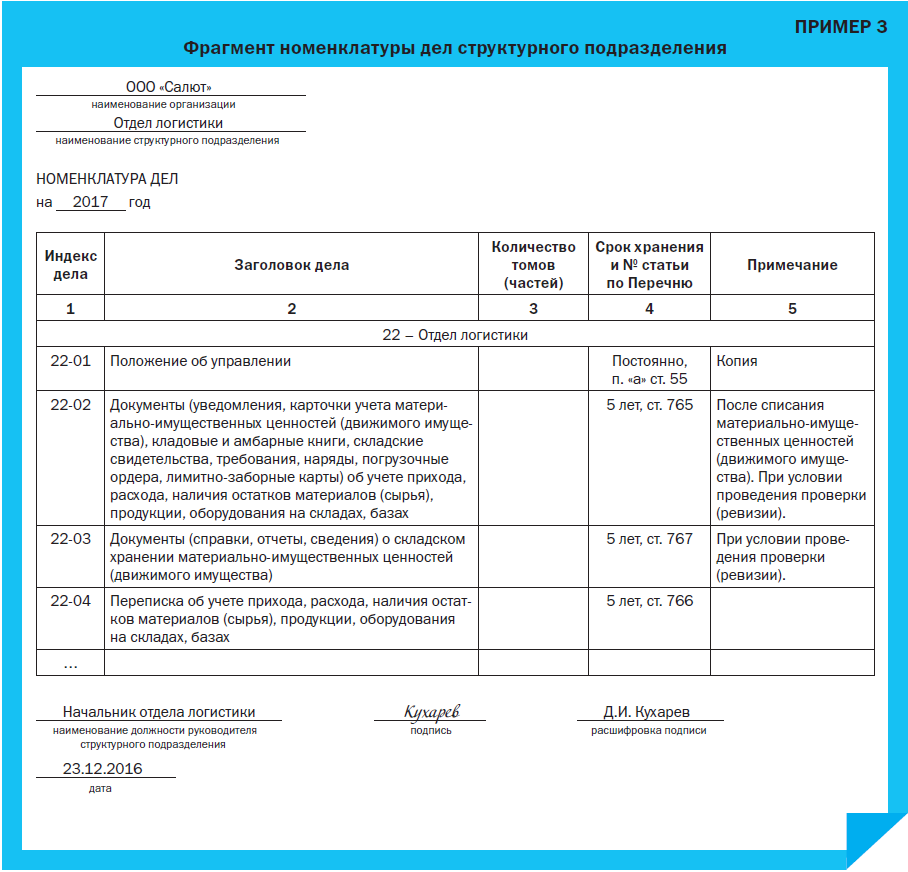 ПРИМЕР 3
Фрагмент номенклатуры дел структурного подразделения
ООО «Салют»
наименование организации
Отдел логистики
наименование структурного подразделения
НОМЕНКЛАТУРА ДЕЛ
на 2017 год
Индекс
дела
Заголовок дела
Количество
томов
(частей)
Срок хранения
и № статьи
по Перечню
Примечание
1 2 3 4 5
22 – Отдел логистики
22-01
Положение об управлении
Постоянно,
п. «а» ст. 55
Копия
22-02
Документы (уведомления, карточки учета матери-
ально-имущественных ценностей (движимого имуще-
ства), кладовые и амбарные книги, складские
свидетельства, требования, наряды, погрузочные
ордера, лимитно-заборные карты) об учете прихода,
расхода, наличия остатков материалов (сырья),
продукции, оборудования на складах, базах
5 лет, ст. 765
После списания
материально-имуще-
ственных ценностей
(движимого имуще-
ства). При условии
проведения проверки
(ревизии).
22-03
Документы (справки, отчеты, сведения) о складском
хранении материально-имущественных ценностей
(движимого имущества)
5 лет, ст. 767
При условии прове-
дения проверки
(ревизии).
22-04
Переписка об учете прихода, расхода, наличия остат-
ков материалов (сырья), продукции, оборудования
на складах, базах
5 лет, ст. 766
...
Начальник отдела логистики
наименование должности руководителя
структурного подразделения
Кухарев
подпись
Д.И. Кухарев
расшифровка подписи
23.12.2016
дата